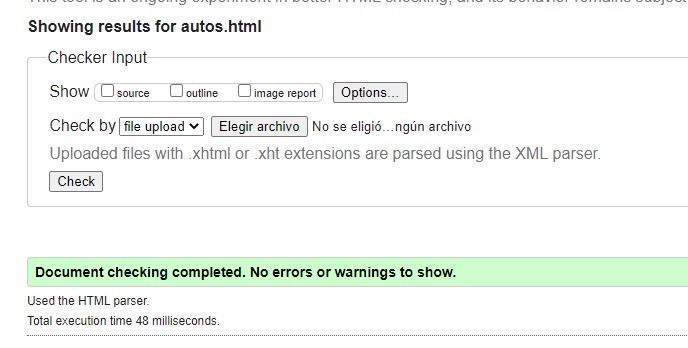 This tool is an ongoing experiment in better HTML checking, and its behavior remains subject
Showing results for autos.html
Checker Input
Show source outline image report Options...
Check by file upload Elegir archivo No se eligió...ngún archivo
Uploaded files with .xhtml or .xht extensions are parsed using the XML parser.
Check
Document checking completed. No errors or warnings to show.
Used the HTML parser.
Total execution time 48 milliseconds.